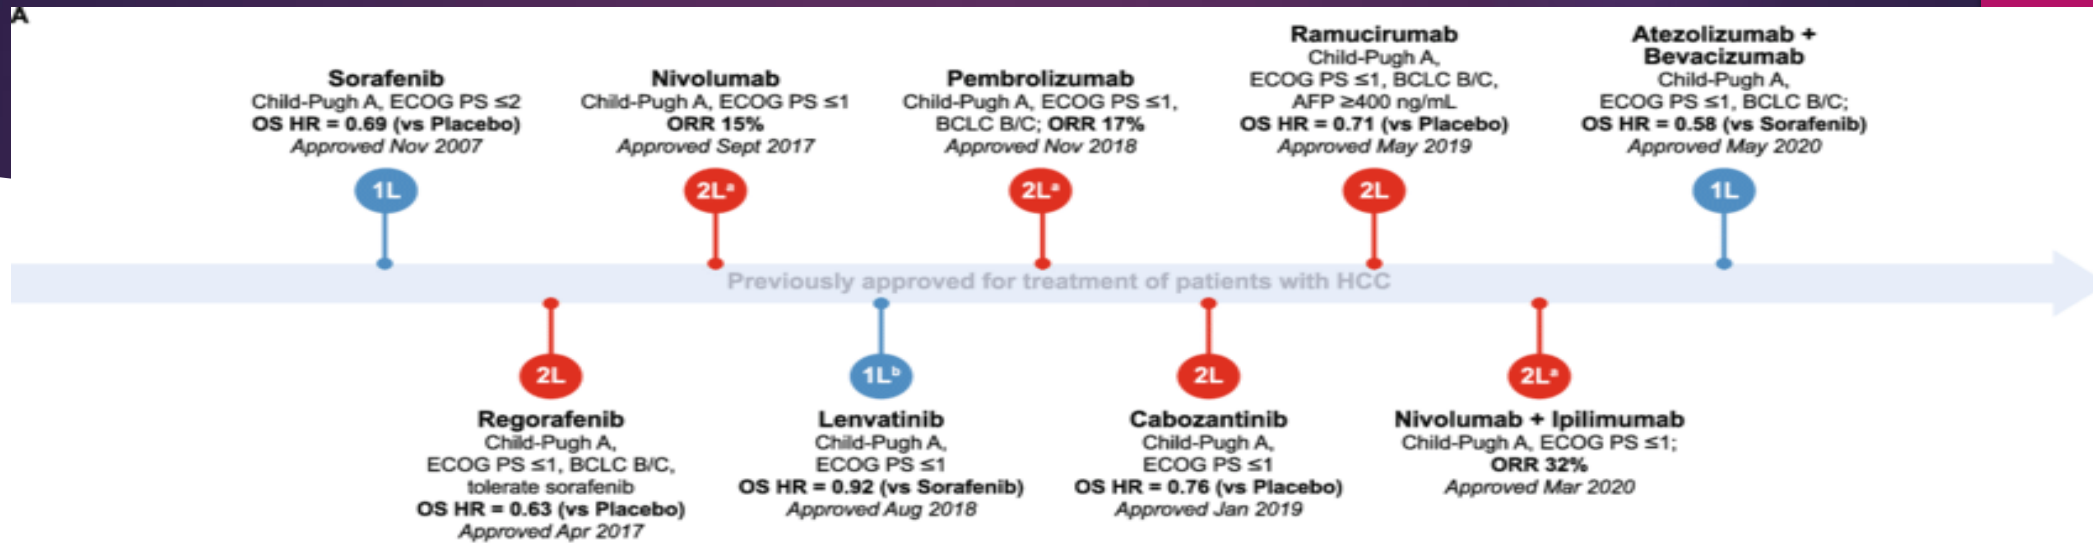 A
Sorafenib
Child-Pugh A, ECOG PS ≤2
OS HR = 0.69 (vs Placebo)
Approved Nov 2007
1L
Nivolumab
Child-Pugh A, ECOG PS ≤1
ORR 15%
Approved Sept 2017
2Lᵃ
Pembrolizumab
Child-Pugh A, ECOG PS ≤1,
BCLC B/C; ORR 17%
Approved Nov 2018
2Lᵃ
Ramucirumab
Child-Pugh A,
ECOG PS ≤1, BCLC B/C,
AFP ≥400 ng/mL
OS HR = 0.71 (vs Placebo)
Approved May 2019
2L
Atezolizumab +
Bevacizumab
Child-Pugh A,
ECOG PS ≤1, BCLC B/C;
OS HR = 0.58 (vs Sorafenib)
Approved May 2020
1L
Previously approved for treatment of patients with HCC
2L
Regorafenib
Child-Pugh A,
ECOG PS ≤1, BCLC B/C,
tolerate sorafenib
OS HR = 0.63 (vs Placebo)
Approved Apr 2017
1Lᵇ
Lenvatinib
Child-Pugh A,
ECOG PS ≤1
OS HR = 0.92 (vs Sorafenib)
Approved Aug 2018
2L
Cabozantinib
Child-Pugh A,
ECOG PS ≤1
OS HR = 0.76 (vs Placebo)
Approved Jan 2019
2Lᵃ
Nivolumab + Ipilimumab
Child-Pugh A, ECOG PS ≤1;
ORR 32%
Approved Mar 2020